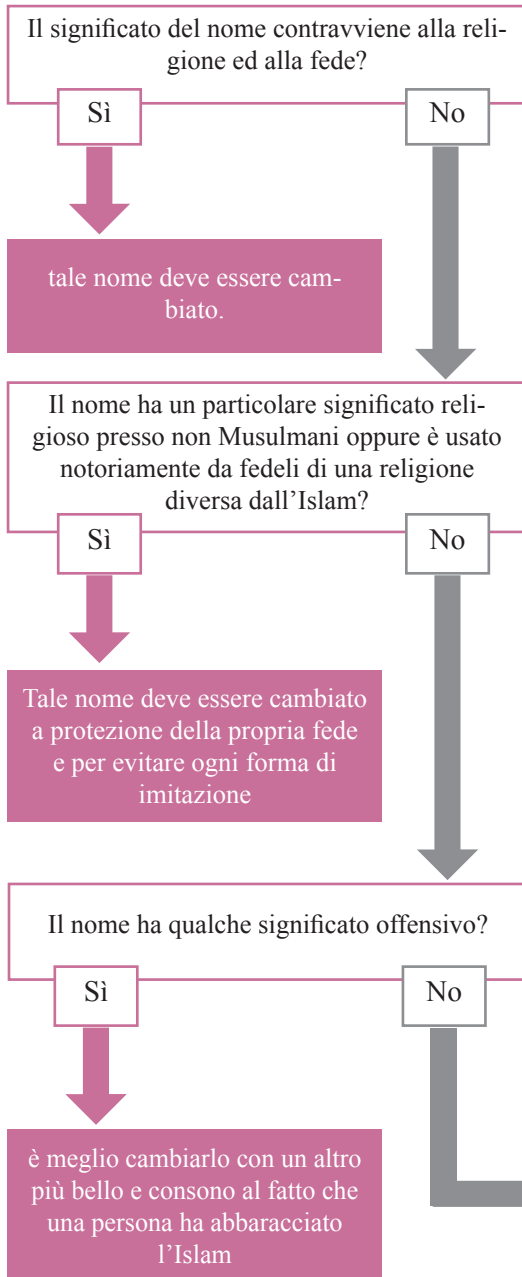 Il significato del nome contravviene alla reli-
gione ed alla fede?
Sì
No
tale nome deve essere cam-
biato.
Il nome ha un particolare significato reli-
gioso presso non Musulmani oppure è usato
notoriamente da fedeli di una religione
diversa dall’Islam?
Sì
No
Tale nome deve essere cambiato
a protezione della propria fede
e per evitare ogni forma di
imitazione
Il nome ha qualche significato offensivo?
Sì
No
è meglio cambiarlo con un altro
più bello e consono al fatto che
una persona ha abbaracciato
l’Islam